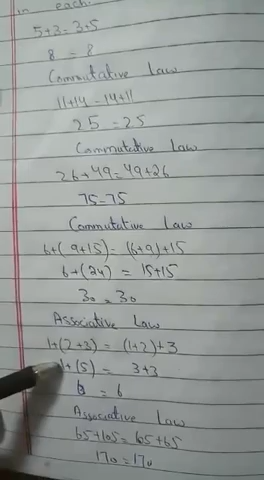 in each.
5+3=3+5
8 = 8
Commutative Law
11+14=14+11
25 = 25
Commutative Law
26+49=49+26
75=75
Commutative Law
6+(9+15)=(6+9)+15
6+(24) = 15+15
30 = 30
Associative Law
1+(2+3) = (1+2)+3
1+(5) = 3+3
6 = 6
Associative Law
65+105=105+65
170=170